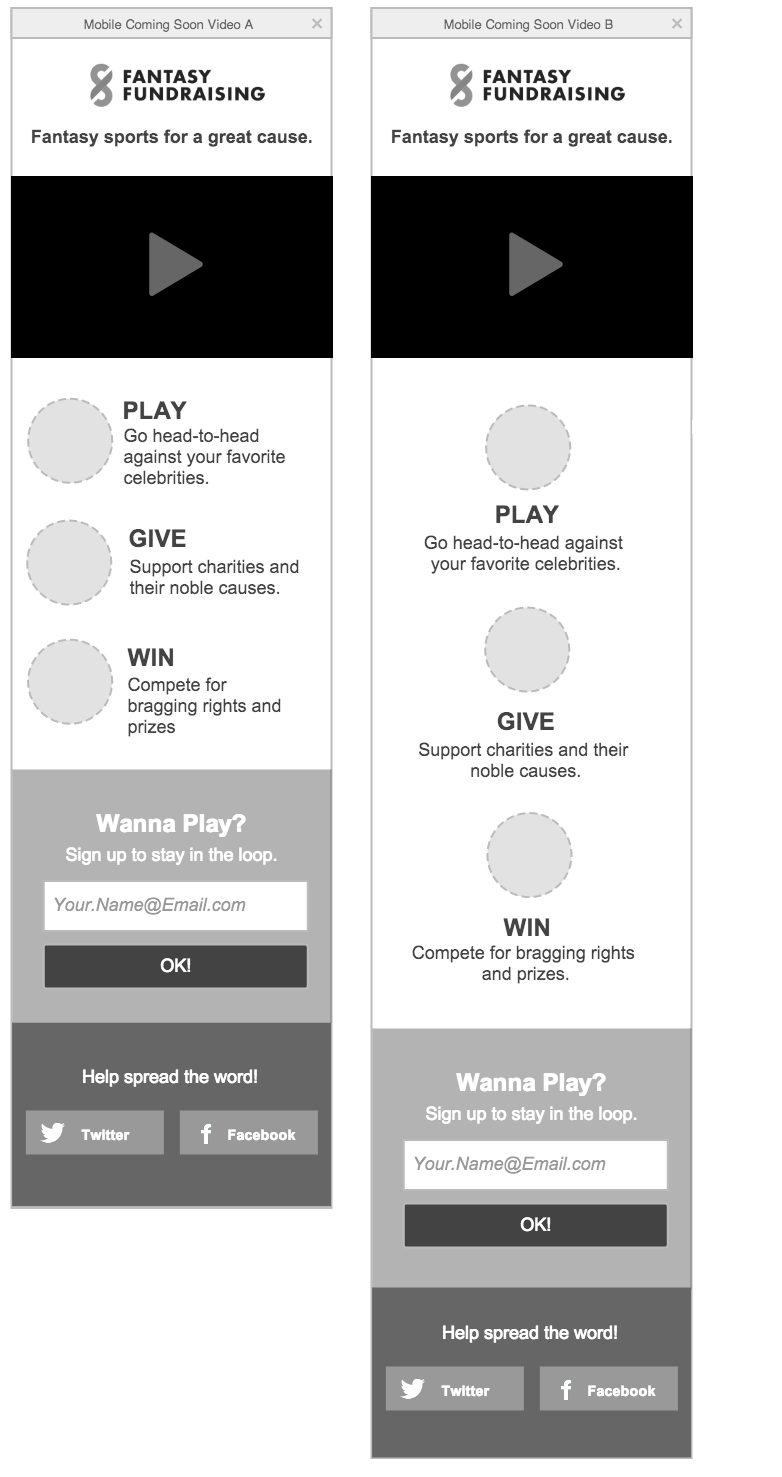 Mobile Coming Soon Video A
FANTASY
FUNDRAISING
Fantasy sports for a great cause.
PLAY
Go head-to-head
against your favorite
celebrities.
GIVE
Support charities and
their noble causes.
WIN
Compete for
bragging rights and
prizes
Wanna Play?
Sign up to stay in the loop.
Your.Name@Email.com
OK!
Help spread the word!
Twitter
Facebook
Mobile Coming Soon Video B
FANTASY
FUNDRAISING
Fantasy sports for a great cause.
PLAY
Go head-to-head against
your favorite celebrities.
GIVE
Support charities and their
noble causes.
WIN
Compete for bragging rights
and prizes.
Wanna Play?
Sign up to stay in the loop.
Your.Name@Email.com
OK!
Help spread the word!
Twitter
Facebook